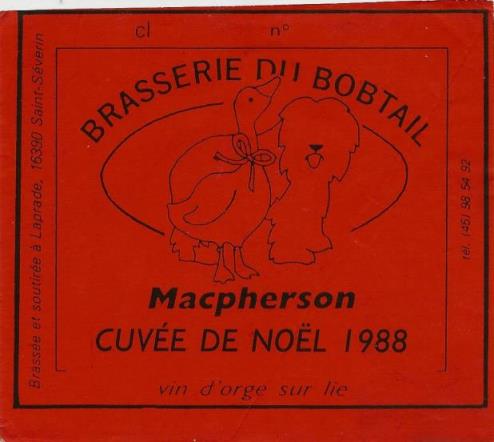 cl n°
BRASSERIE DU BOBTAIL
Macpherson
CUVÉE DE NOËL 1988
vin d'orge sur lie
Brassée et soutirée à Laprade, 16390 Saint-Séverin
tél. (45) 98 54 92